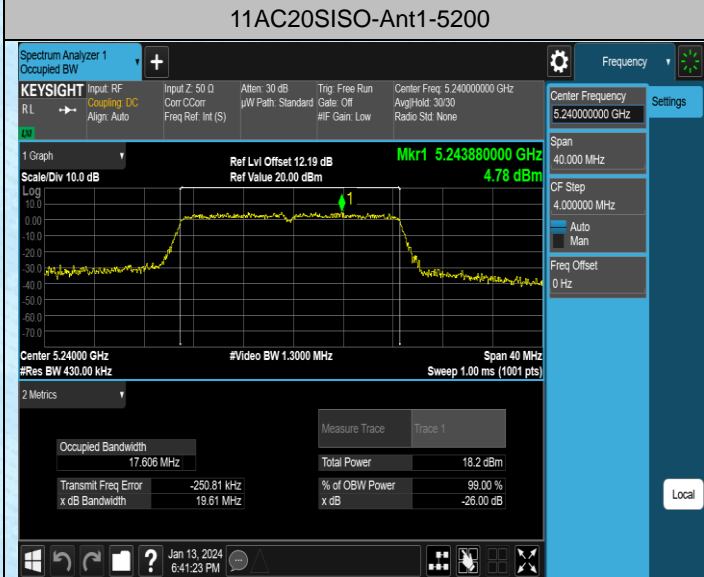 11AC20SISO-Ant1-5200
Spectrum Analyzer 1
Occupied BW
+
Frequency
KEYSIGHT
RL
LXI
Input: RF
Coupling: DC
Align: Auto
Input Z: 50 Ω
Corr CCorr
Freq Ref: Int (S)
Atten: 30 dB
µW Path: Standard
Trig: Free Run
Gate: Off
#IF Gain: Low
Center Freq: 5.240000000 GHz
Avg|Hold: 30/30
Radio Std: None
Center Frequency
5.240000000 GHz
Settings
Span
40.000 MHz
CF Step
4.000000 MHz
Auto
Man
Freq Offset
0 Hz
1 Graph
Scale/Div 10.0 dB
Ref Lvl Offset 12.19 dB
Ref Value 20.00 dBm
Mkr1 5.243880000 GHz
4.78 dBm
Log
1
10.0
0.00
-10.0
-20.0
-30.0
-40.0
-50.0
-60.0
-70.0
Center 5.24000 GHz
#Video BW 1.3000 MHz
Span 40 MHz
#Res BW 430.00 kHz
Sweep 1.00 ms (1001 pts)
2 Metrics
Measure Trace
Trace 1
Occupied Bandwidth
17.606 MHz
Total Power
18.2 dBm
Transmit Freq Error
-250.81 kHz
% of OBW Power
99.00 %
x dB Bandwidth
19.61 MHz
x dB
-26.00 dB
Local
?
Jan 13, 2024
6:41:23 PM